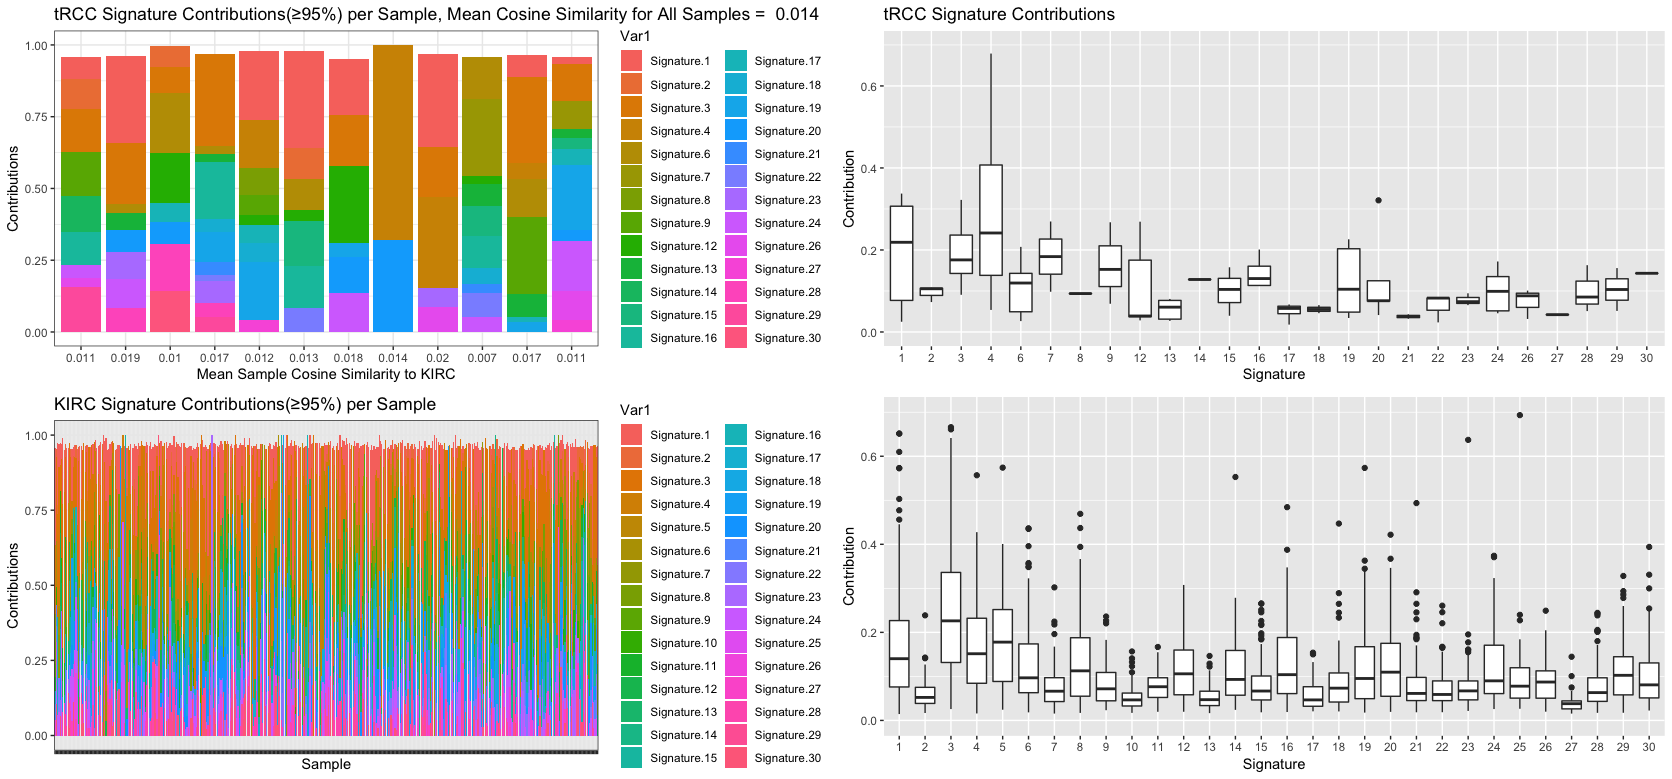 tRCC Signature Contributions(≥95%) per Sample, Mean Cosine Similarity for All Samples = 0.014
1.00
0.75
0.50
0.25
0.00
Contributions
0.011 0.019 0.01 0.017 0.012 0.013 0.018 0.014 0.02 0.007 0.017 0.011
Mean Sample Cosine Similarity to KIRC
Var1
Signature.1
Signature.2
Signature.3
Signature.4
Signature.6
Signature.7
Signature.8
Signature.9
Signature.12
Signature.13
Signature.14
Signature.15
Signature.16
Signature.17
Signature.18
Signature.19
Signature.20
Signature.21
Signature.22
Signature.23
Signature.24
Signature.26
Signature.27
Signature.28
Signature.29
Signature.30
tRCC Signature Contributions
0.6
0.4
0.2
0.0
Contribution
1 2 3 4 6 7 8 9 12 13 14 15 16 17 18 19 20 21 22 23 24 26 27 28 29 30
Signature
KIRC Signature Contributions(≥95%) per Sample
1.00
0.75
0.50
0.25
0.00
Contributions
Sample
Var1
Signature.1
Signature.2
Signature.3
Signature.4
Signature.5
Signature.6
Signature.7
Signature.8
Signature.9
Signature.10
Signature.11
Signature.12
Signature.13
Signature.14
Signature.15
Signature.16
Signature.17
Signature.18
Signature.19
Signature.20
Signature.21
Signature.22
Signature.23
Signature.24
Signature.25
Signature.26
Signature.27
Signature.28
Signature.29
Signature.30
0.6
0.4
0.2
0.0
Contribution
1 2 3 4 5 6 7 8 9 10 11 12 13 14 15 16 17 18 19 20 21 22 23 24 25 26 27 28 29 30
Signature